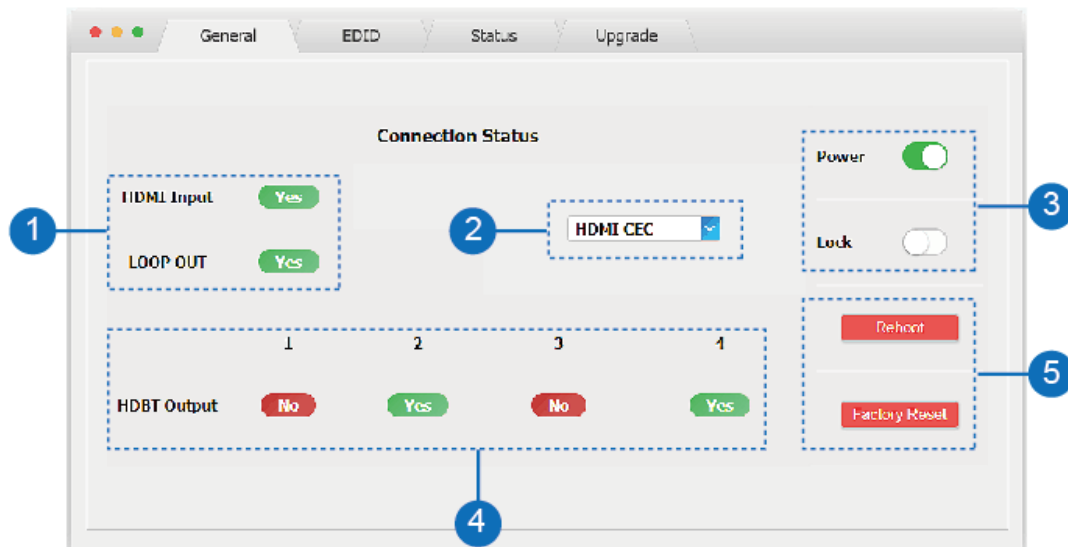 General EDID Status Upgrade
Connection Status
Power
HDMI Input Yes
1
2
HDMI CEC
3
Lock
LOOP OUT Yes
Reboot
1 2 3 4
5
HDBT Output No Yes No Yes
Factory Reset
4